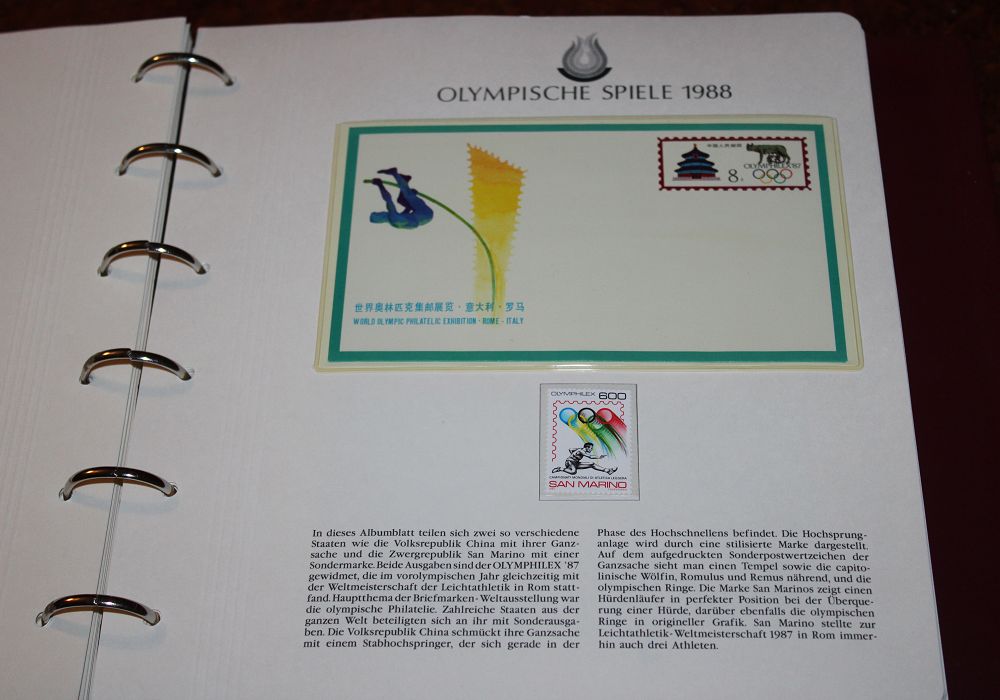 OLYMPISCHE SPIELE 1988
中国人民邮政
OLYMPHILEX'87
8
世界奥林匹克集邮展览·意大利·罗马
WORLD OLYMPIC PHILATELIC EXHIBITION · ROME - ITALY
OLYMPHILEX 600
CAMPIONATI MONDIALI DI ATLETICA LEGGERA
SAN MARINO
In dieses Albumblatt teilen sich zwei so verschiedene
Staaten wie die Volksrepublik China mit ihrer Ganz-
sache und die Zwergrepublik San Marino mit einer
Sondermarke. Beide Ausgaben sind der OLYMPHILEX '87
gewidmet, die im vorolympischen Jahr gleichzeitig mit
der Weltmeisterschaft der Leichtathletik in Rom statt-
fand. Hauptthema der Briefmarken-Weltausstellung war
die olympische Philatelie. Zahlreiche Staaten aus der
ganzen Welt beteiligten sich an ihr mit Sonderausga-
ben. Die Volksrepublik China schmückt ihre Ganzsache
mit einem Stabhochspringer, der sich gerade in der
Phase des Hochschnellens befindet. Die Hochsprung-
anlage wird durch eine stilisierte Marke dargestellt.
Auf dem aufgedruckten Sonderpostwertzeichen der
Ganzsache sieht man einen Tempel sowie die capito-
linische Wölfin, Romulus und Remus nährend, und die
olympischen Ringe. Die Marke San Marinos zeigt einen
Hürdenläufer in perfekter Position bei der Überque-
rung einer Hürde, darüber ebenfalls die olympischen
Ringe in origineller Grafik. San Marino stellte zur
Leichtathletik-Weltmeisterschaft 1987 in Rom immer-
hin auch drei Athleten.